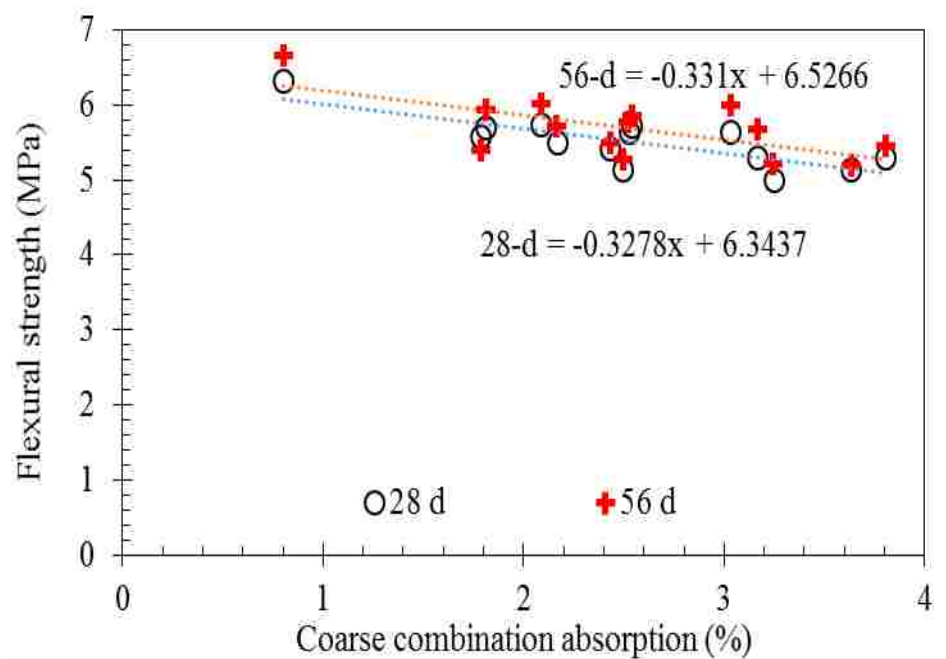 Flexural strength (MPa)
7
6
5
4
3
2
1
0
56-d = -0.331x + 6.5266
28-d = -0.3278x + 6.3437
28 d
56 d
0 1 2 3 4
Coarse combination absorption (%)